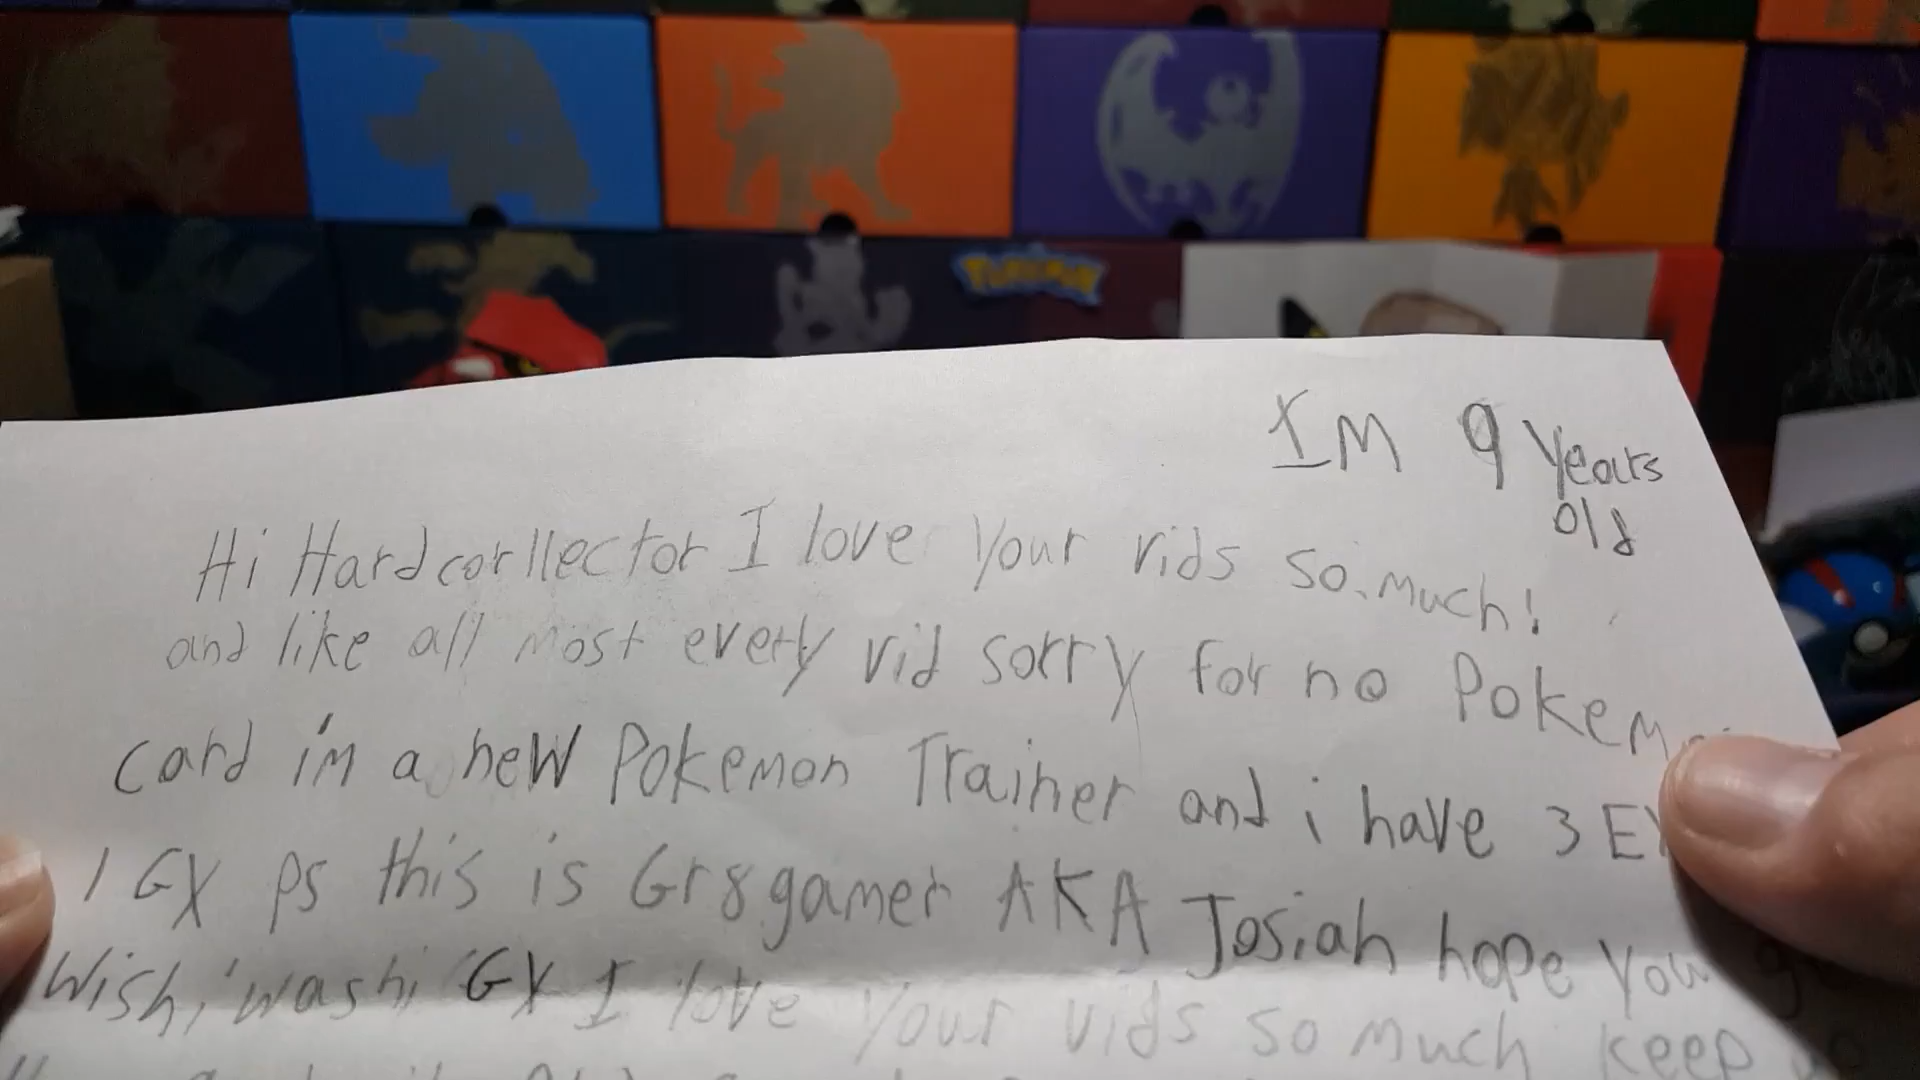 POKÉMON
IM 9 years
old
Hi Hardcorllector I love your vids so.much!
and like all most every vid sorry for no Pokem
card i'm a new Pokemon Trainer and i have 3 EX
1 GX ps this is Gr8gamer AKA Josiah hope you
Wishiwashi GX I love your vids so much keep